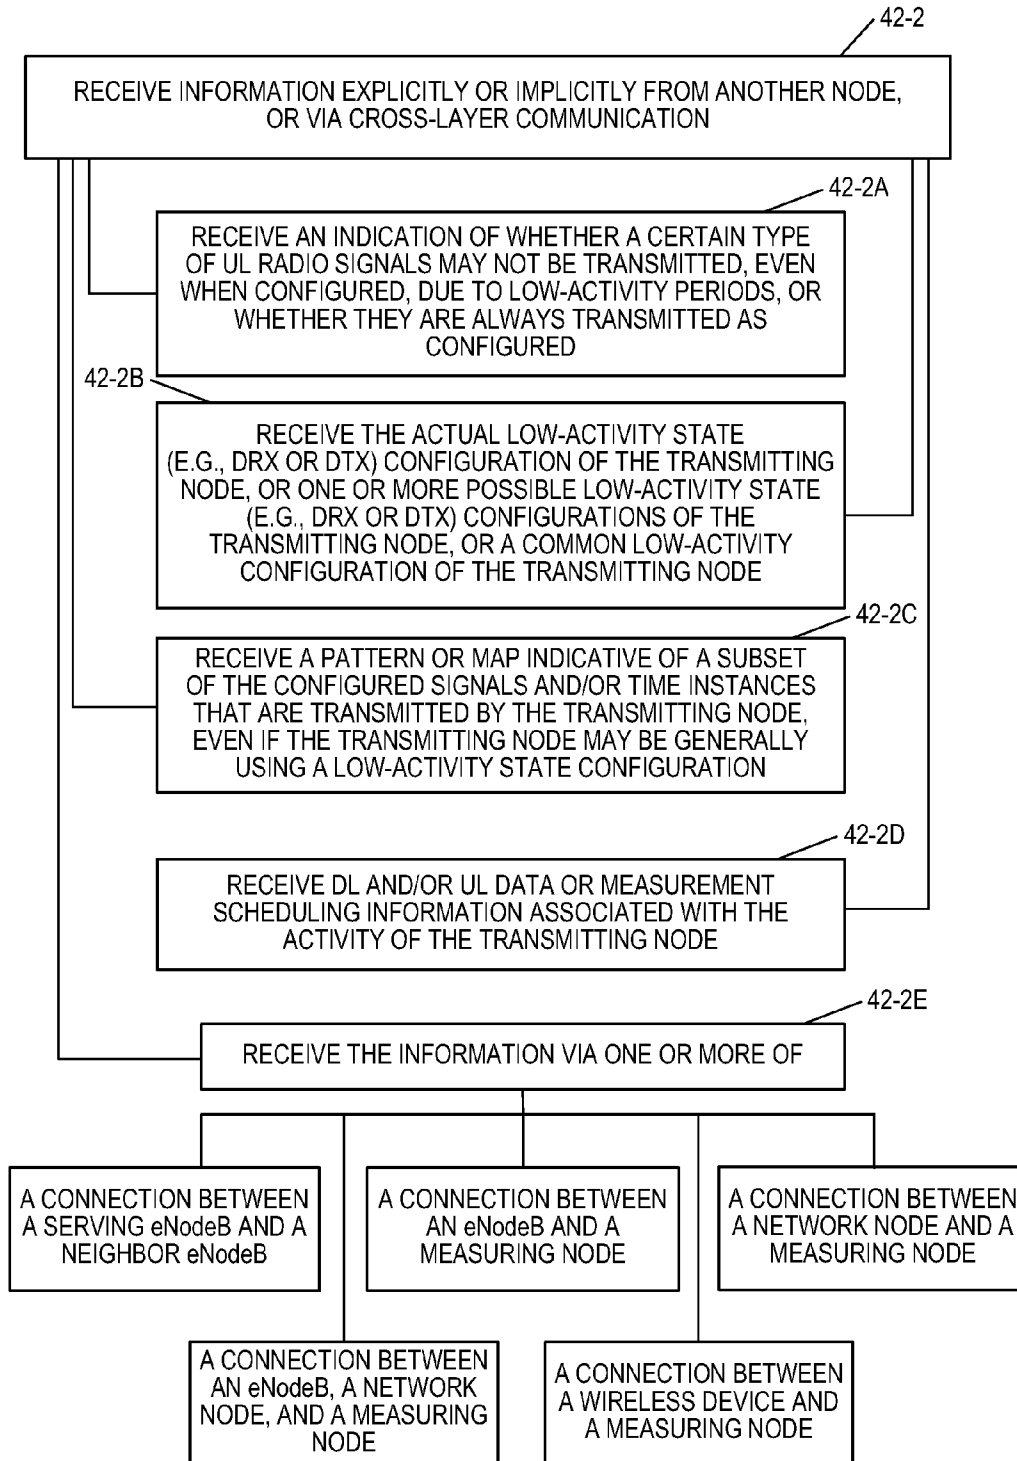 42-2
RECEIVE INFORMATION EXPLICITLY OR IMPLICITLY FROM ANOTHER NODE,
OR VIA CROSS-LAYER COMMUNICATION
42-2A
RECEIVE AN INDICATION OF WHETHER A CERTAIN TYPE
OF UL RADIO SIGNALS MAY NOT BE TRANSMITTED, EVEN
WHEN CONFIGURED, DUE TO LOW-ACTIVITY PERIODS, OR
WHETHER THEY ARE ALWAYS TRANSMITTED AS
CONFIGURED
42-2B
RECEIVE THE ACTUAL LOW-ACTIVITY STATE
(E.G., DRX OR DTX) CONFIGURATION OF THE TRANSMITTING
NODE, OR ONE OR MORE POSSIBLE LOW-ACTIVITY STATE
(E.G., DRX OR DTX) CONFIGURATIONS OF THE
TRANSMITTING NODE, OR A COMMON LOW-ACTIVITY
CONFIGURATION OF THE TRANSMITTING NODE
42-2C
RECEIVE A PATTERN OR MAP INDICATIVE OF A SUBSET
OF THE CONFIGURED SIGNALS AND/OR TIME INSTANCES
THAT ARE TRANSMITTED BY THE TRANSMITTING NODE,
EVEN IF THE TRANSMITTING NODE MAY BE GENERALLY
USING A LOW-ACTIVITY STATE CONFIGURATION
42-2D
RECEIVE DL AND/OR UL DATA OR MEASUREMENT
SCHEDULING INFORMATION ASSOCIATED WITH THE
ACTIVITY OF THE TRANSMITTING NODE
42-2E
RECEIVE THE INFORMATION VIA ONE OR MORE OF
A CONNECTION BETWEEN
A SERVING eNodeB AND A
NEIGHBOR eNodeB
A CONNECTION BETWEEN
AN eNodeB AND A
MEASURING NODE
A CONNECTION BETWEEN
A NETWORK NODE AND A
MEASURING NODE
A CONNECTION BETWEEN
AN eNodeB, A NETWORK
NODE, AND A MEASURING
NODE
A CONNECTION BETWEEN
A WIRELESS DEVICE AND
A MEASURING NODE